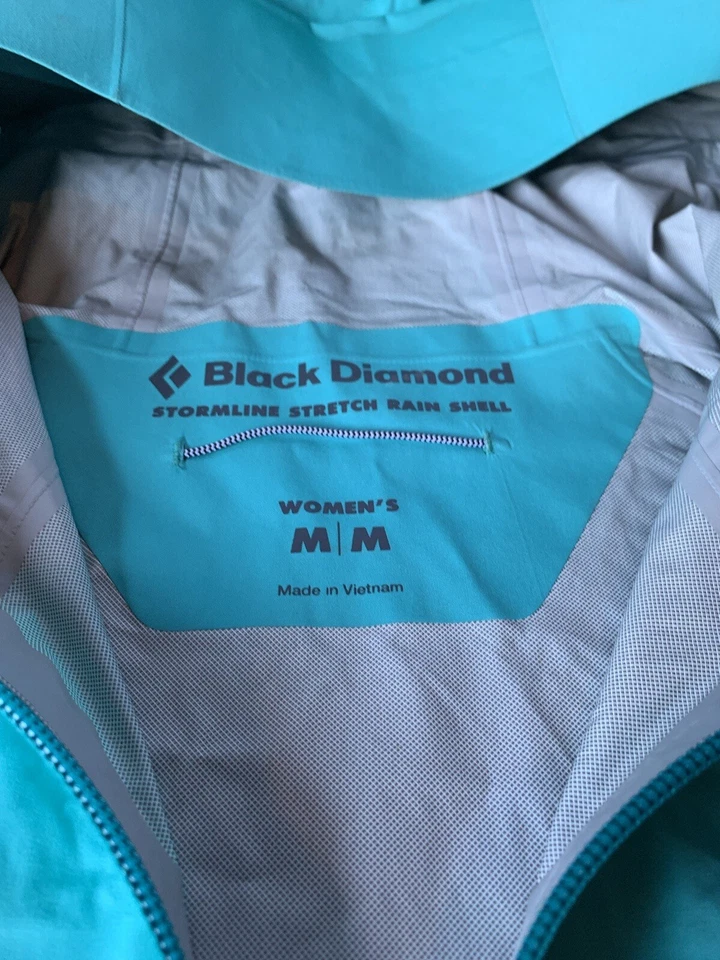 Black Diamond
STORMLINE STRETCH RAIN SHELL
WOMEN'S
M|M
Made in Vietnam